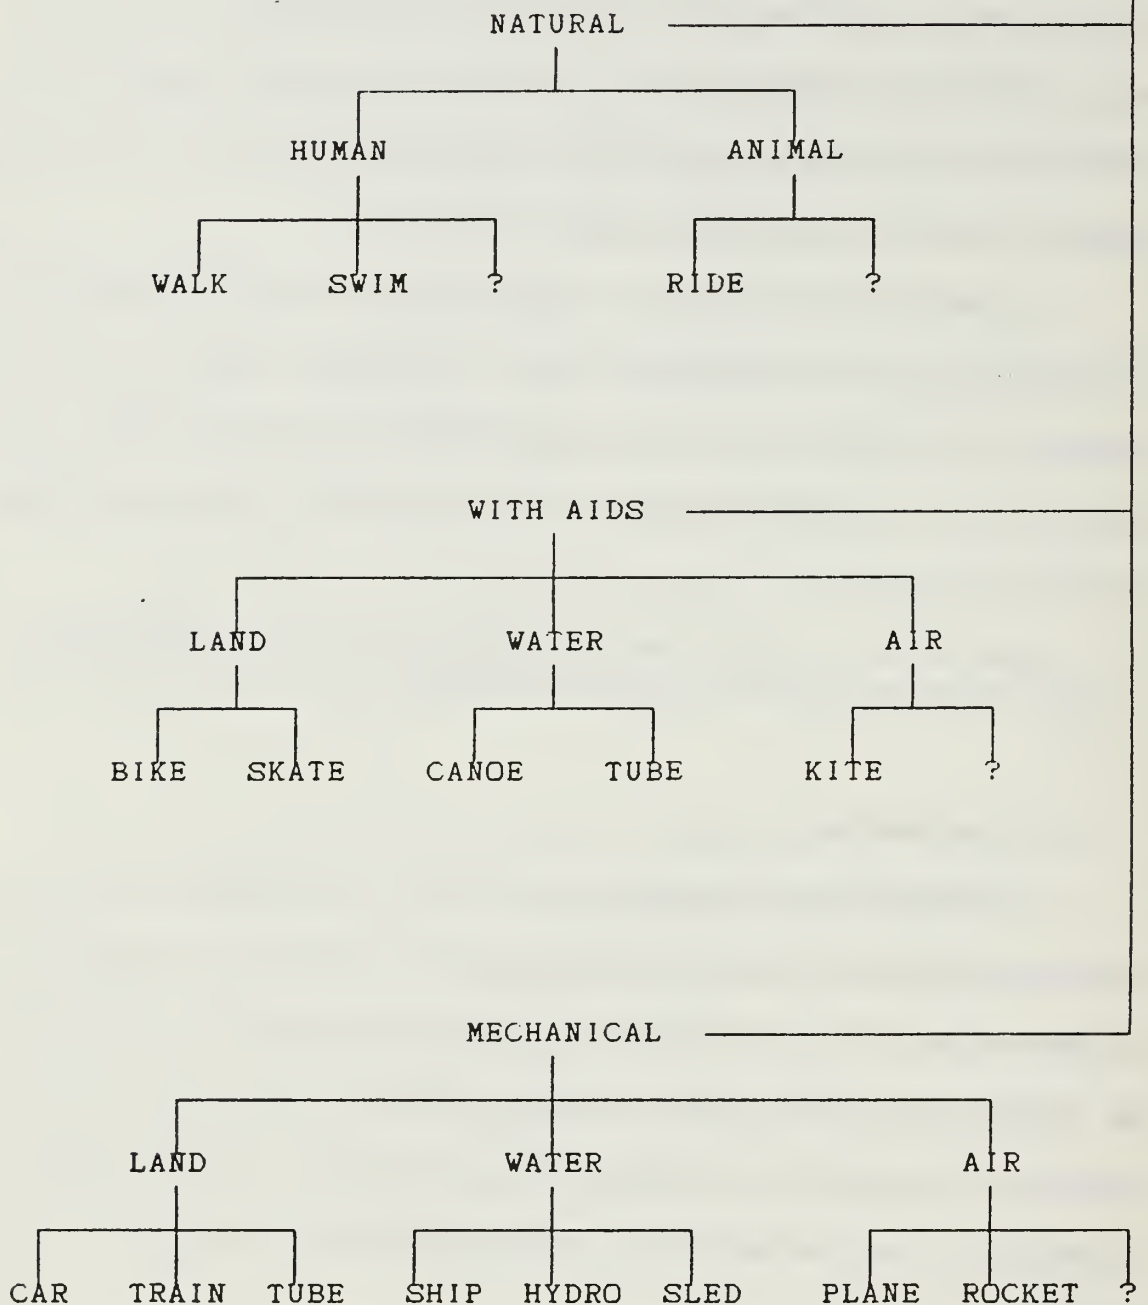 NATURAL
HUMAN ANIMAL
WALK SWIM ? RIDE ?
WITH AIDS
LAND WATER AIR
BIKE SKATE CANOE TUBE KITE ?
MECHANICAL
LAND WATER AIR
CAR TRAIN TUBE SHIP HYDRO SLED PLANE ROCKET ?